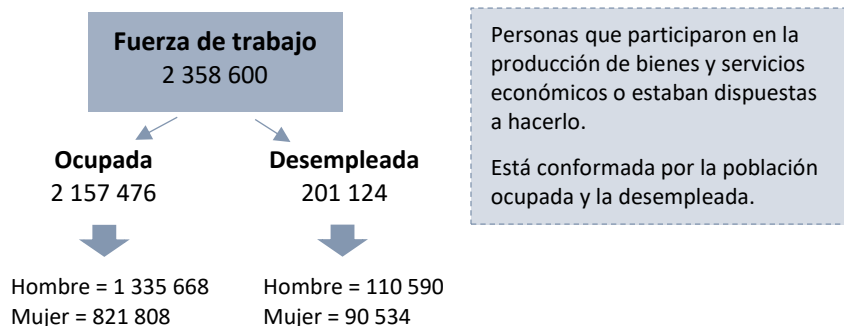 Fuerza de trabajo
2 358 600
Personas que participaron en la
producción de bienes y servicios
económicos o estaban dispuestas
a hacerlo.
Está conformada por la población
ocupada y la desempleada.
Ocupada
2 157 476
Desempleada
201 124
Hombre = 1 335 668
Mujer = 821 808
Hombre = 110 590
Mujer = 90 534